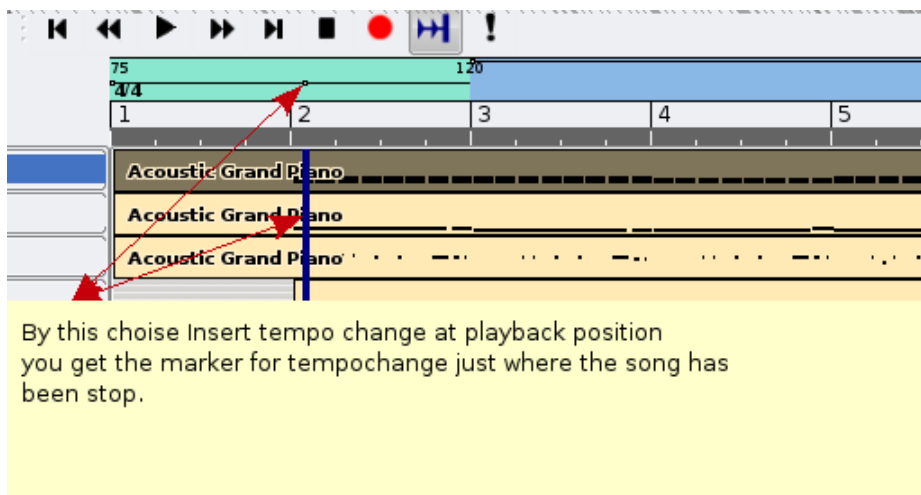 75
120
4/4
1 2 3 4 5
Acoustic Grand Piano
Acoustic Grand Piano
Acoustic Grand Piano
By this choise Insert tempo change at playback position
you get the marker for tempochange just where the song has
been stop.